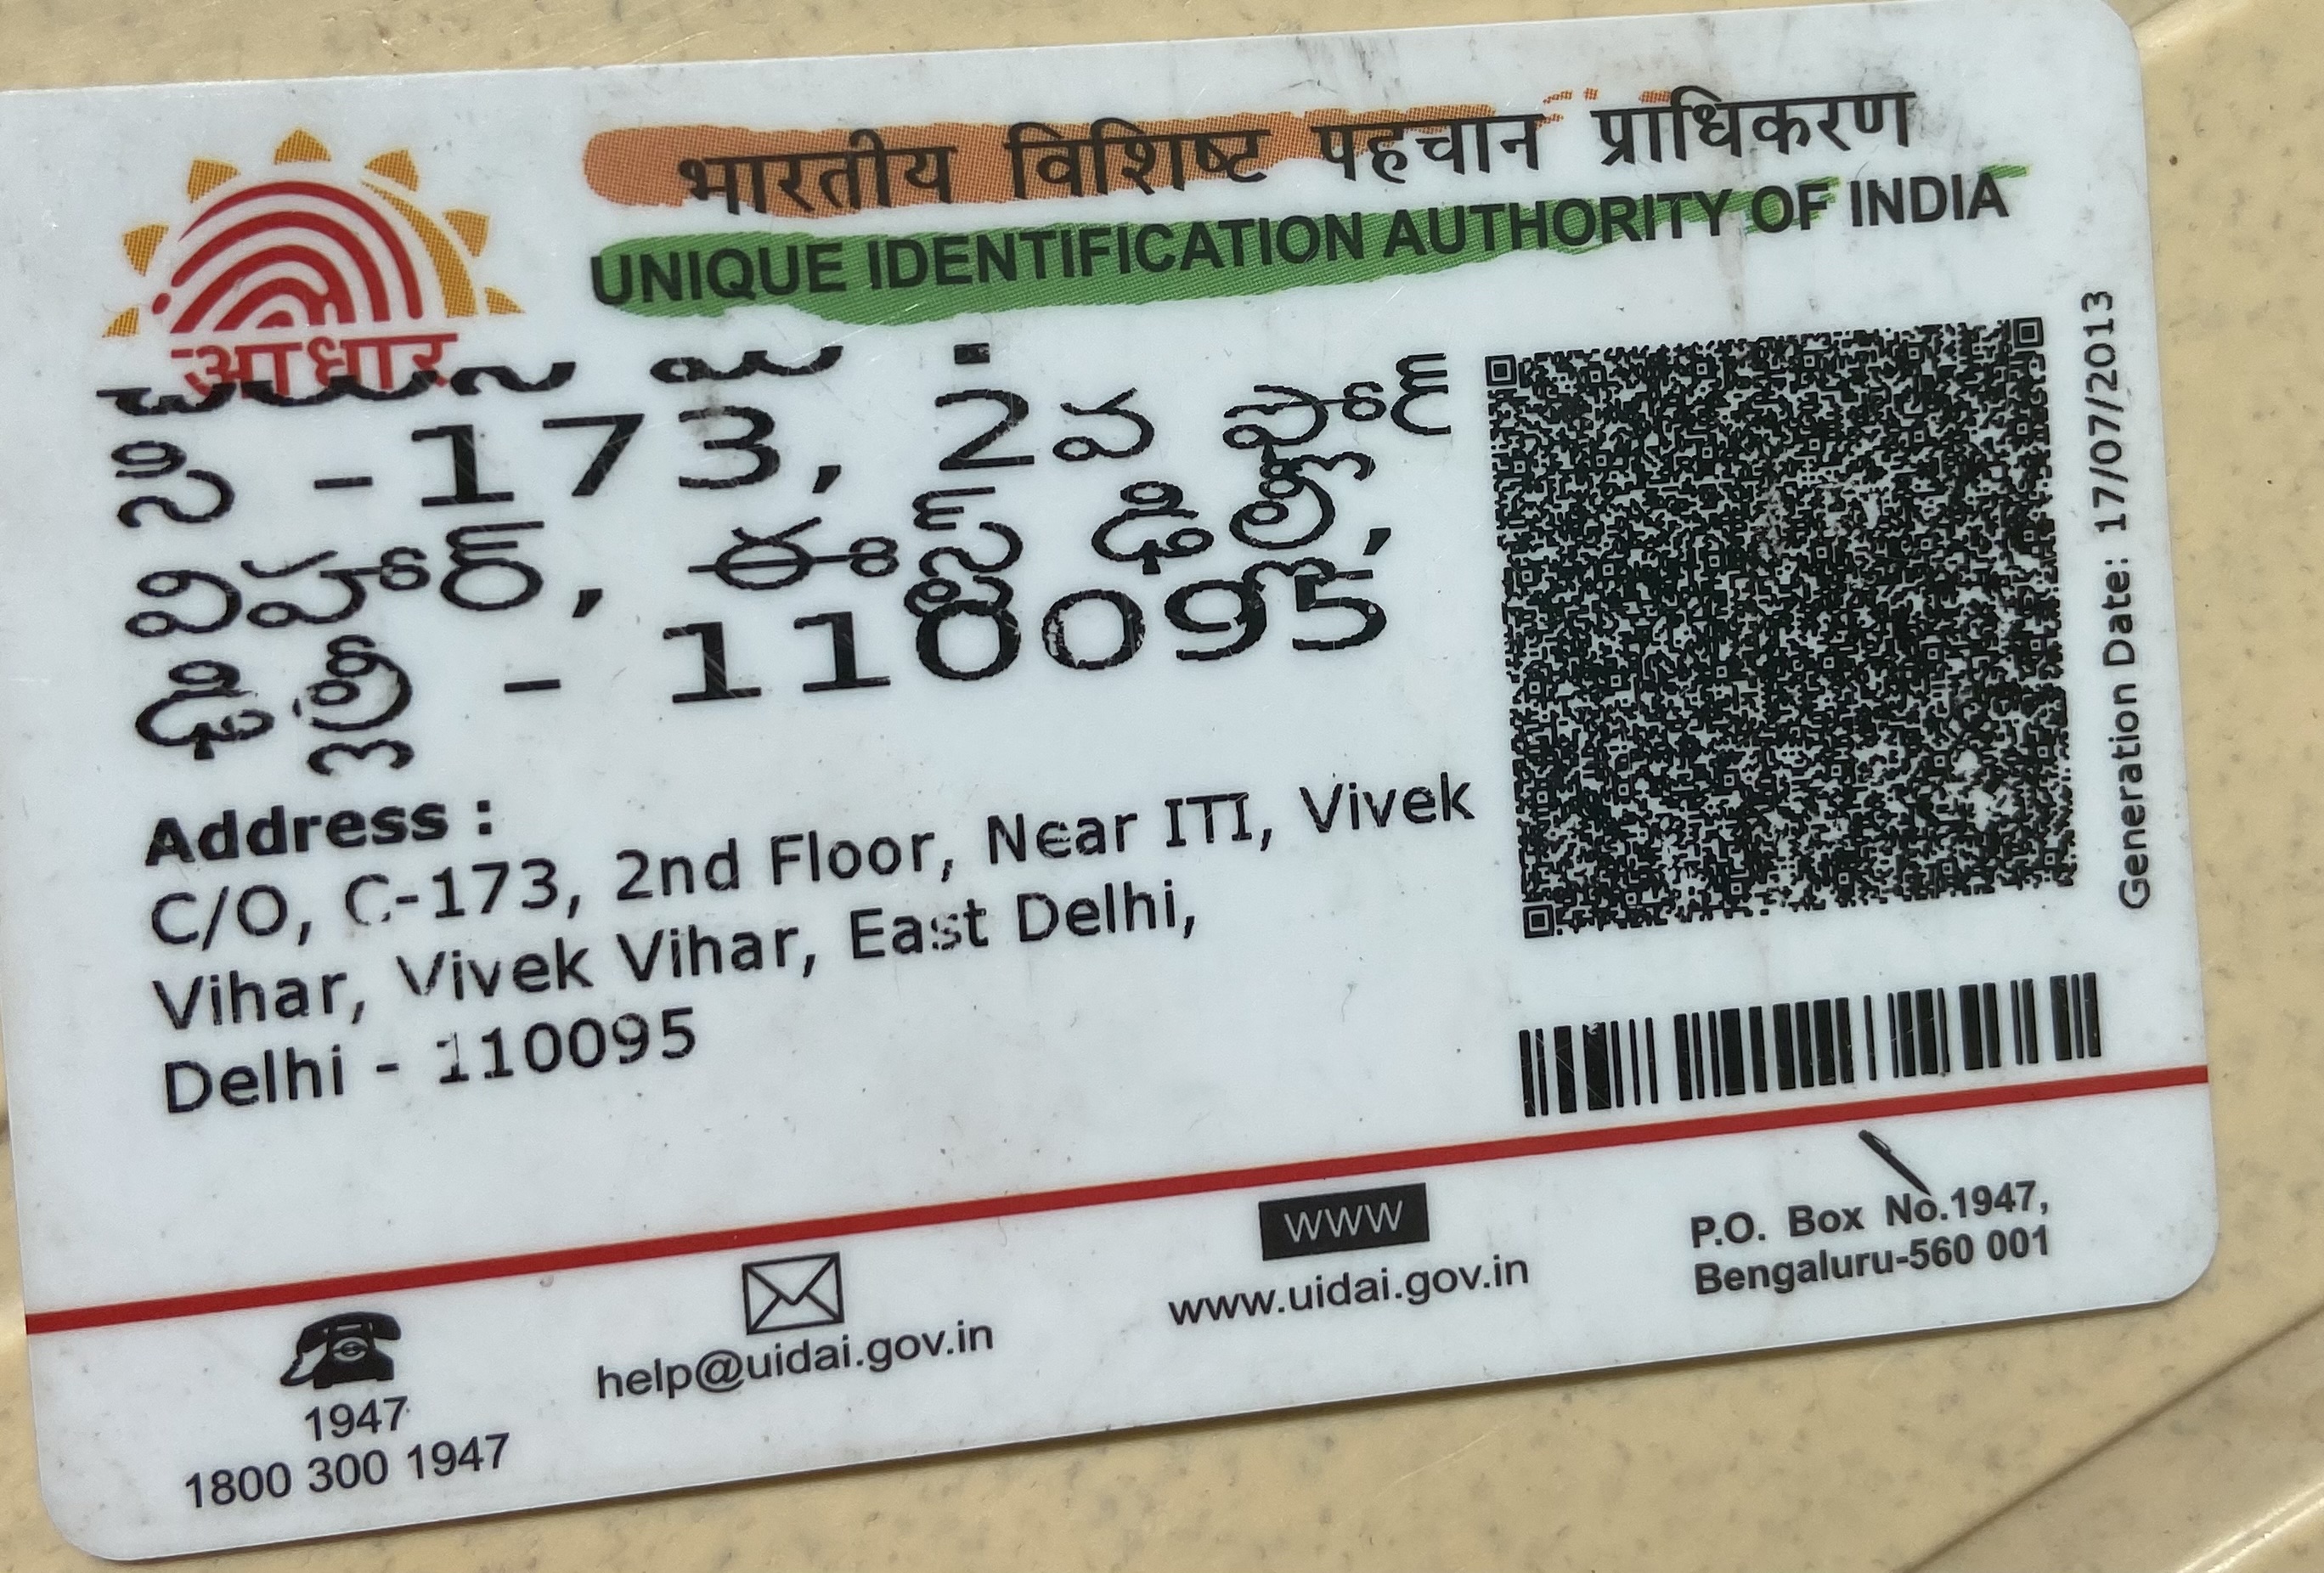 भारतीय विशिष्ट पहचान प्राधिकरण
UNIQUE IDENTIFICATION AUTHORITY OF INDIA
आधार
సి -173, 2వ ఫ్లోర్
విహార్, ఈస్ట్ ఢిల్లీ,
ఢిల్లీ - 110095
Address :
C/O, C-173, 2nd Floor, Near ITI, Vivek
Vihar, Vivek Vihar, East Delhi,
Delhi - 110095
Generation Date: 17/07/2013
1947
1800 300 1947
help@uidai.gov.in
WWW
www.uidai.gov.in
P.O. Box No.1947,
Bengaluru-560 001